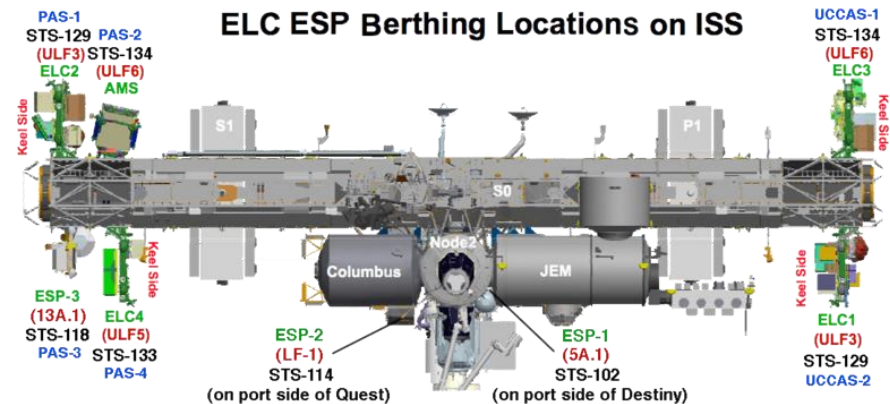 ELC ESP Berthing Locations on ISS
PAS-1
STS-129
(ULF3)
ELC2
PAS-2
STS-134
(ULF6)
AMS
UCCAS-1
STS-134
(ULF6)
ELC3
Keel Side
Keel Side
S1
P1
S0
Node2
Columbus
JEM
Keel Side
Keel Side
ESP-3
(13A.1)
STS-118
PAS-3
ELC4
(ULF5)
STS-133
PAS-4
ESP-2
(LF-1)
STS-114
(on port side of Quest)
ESP-1
(5A.1)
STS-102
(on port side of Destiny)
ELC1
(ULF3)
STS-129
UCCAS-2